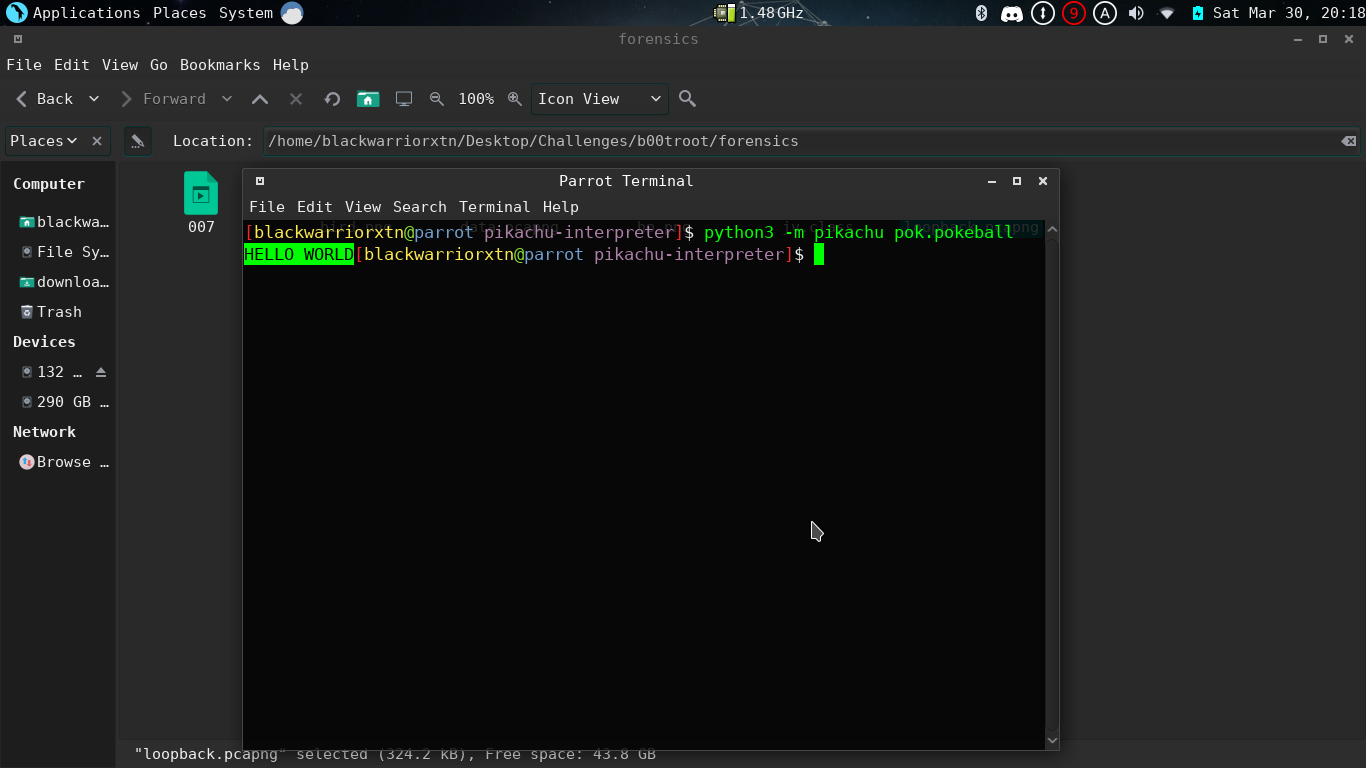 Applications Places System 1.48GHz 9 A Sat Mar 30, 20:18
forensics
File Edit View Go Bookmarks Help
Back Forward 100% Icon View
Places Location: /home/blackwarriorxtn/Desktop/Challenges/b00troot/forensics
Computer
blackwa…
File Sy…
downloa…
Trash
Devices
132 …
290 GB …
Network
Browse …
007
Parrot Terminal
File Edit View Search Terminal Help
[blackwarriorxtn@parrot pikachu-interpreter]$ python3 -m pikachu pok.pokeball
HELLO WORLD[blackwarriorxtn@parrot pikachu-interpreter]$
"loopback.pcapng" selected (324.2 kB), Free space: 43.8 GB